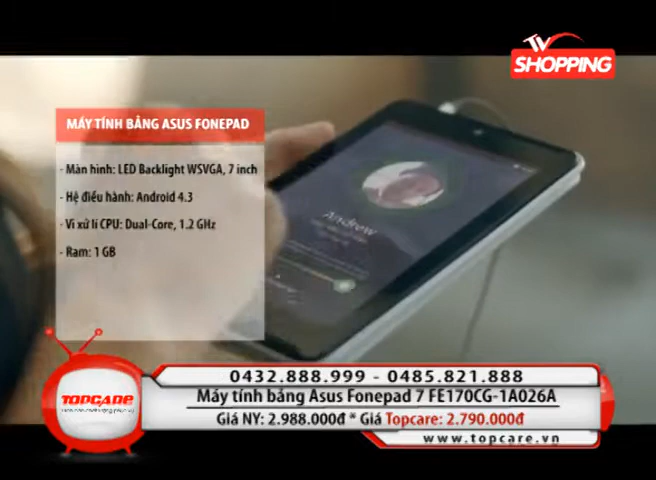 TV
SHOPPING
MÁY TÍNH BẢNG ASUS FONEPAD
- Màn hình: LED Backlight WSVGA, 7 inch
- Hệ điều hành: Android 4.3
- Vi xử lí CPU: Dual-Core, 1.2 GHz
- Ram: 1 GB
Andrew
0432.888.999 - 0485.821.888
TOPCARE
Máy tính bảng Asus Fonepad 7 FE170CG-1A026A
Giá NY: 2.988.000đ * Giá Topcare: 2.790.000đ
www.topcare.vn